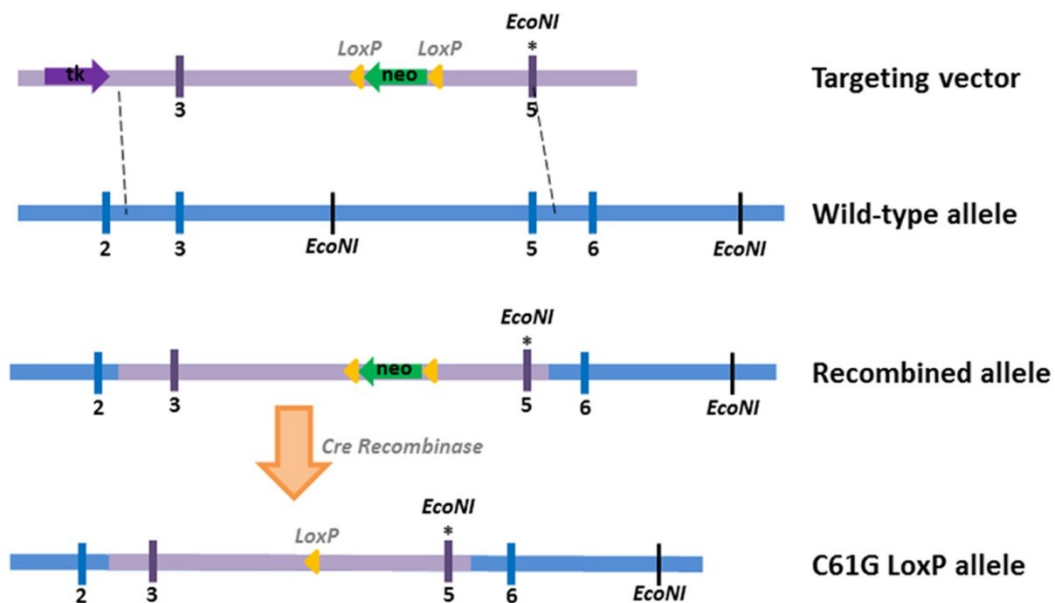 EcoNI
LoxP LoxP *
tk neo Targeting vector
3 5
Wild-type allele
2 3 EcoNI 5 6 EcoNI
EcoNI
*
neo Recombined allele
2 3 5 6 EcoNI
Cre Recombinase
EcoNI
LoxP *
C61G LoxP allele
2 3 5 6 EcoNI